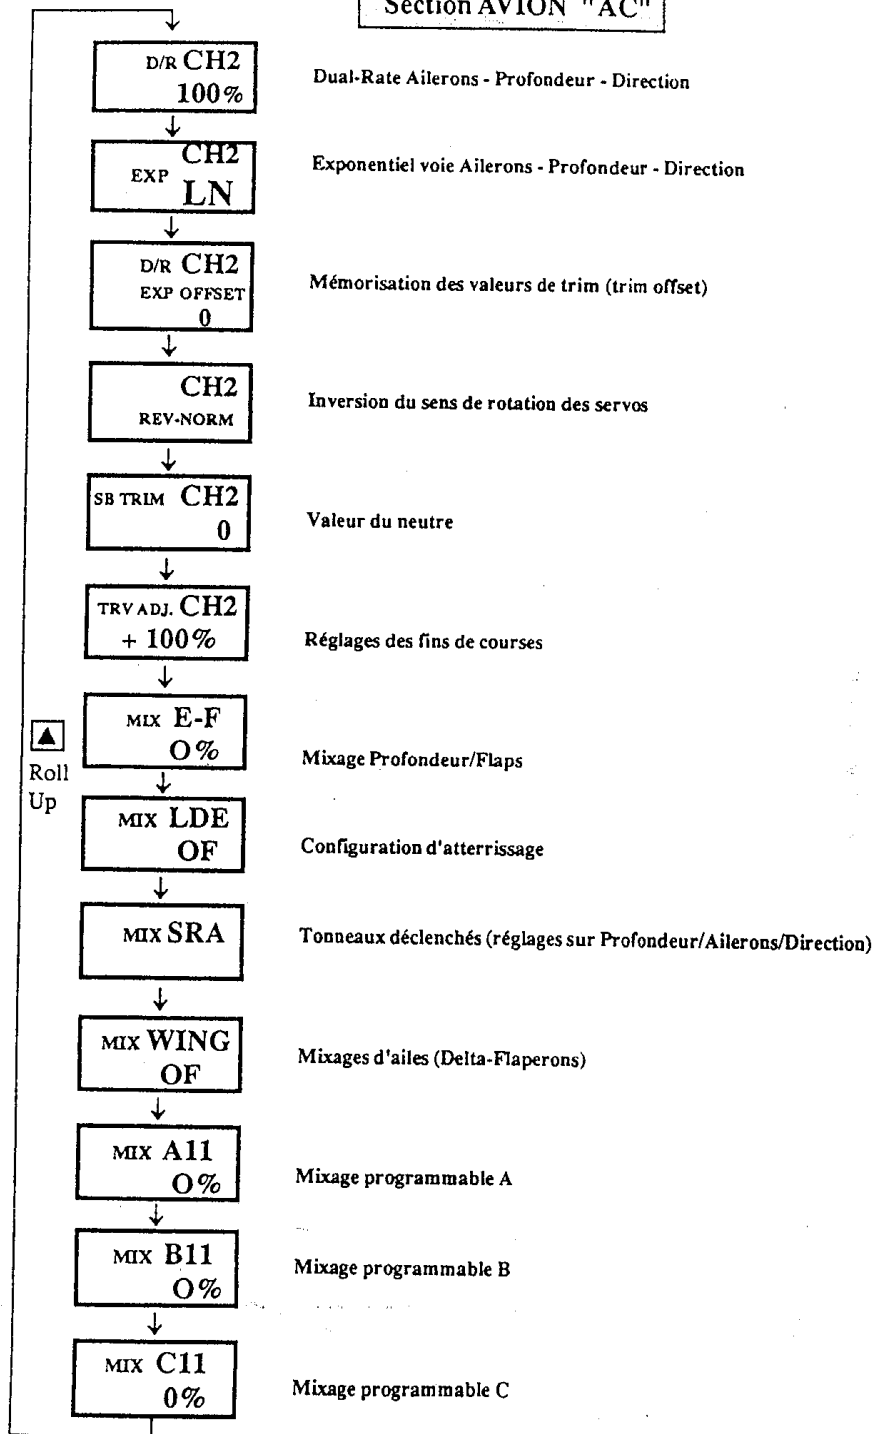 Section AVION "AC"
D/R CH2
100%
Dual-Rate Ailerons - Profondeur - Direction
CH2
EXP LN
Exponentiel voie Ailerons - Profondeur - Direction
D/R CH2
EXP OFFSET
0
Mémorisation des valeurs de trim (trim offset)
CH2
REV-NORM
Inversion du sens de rotation des servos
SB TRIM CH2
0
Valeur du neutre
TRV ADJ. CH2
+ 100%
Réglages des fins de courses
MIX E-F
O%
Mixage Profondeur/Flaps
▲
Roll
Up
MIX LDE
OF
Configuration d'atterrissage
MIX SRA
Tonneaux déclenchés (réglages sur Profondeur/Ailerons/Direction)
MIX WING
OF
Mixages d'ailes (Delta-Flaperons)
MIX A11
O%
Mixage programmable A
MIX B11
O%
Mixage programmable B
MIX C11
0%
Mixage programmable C